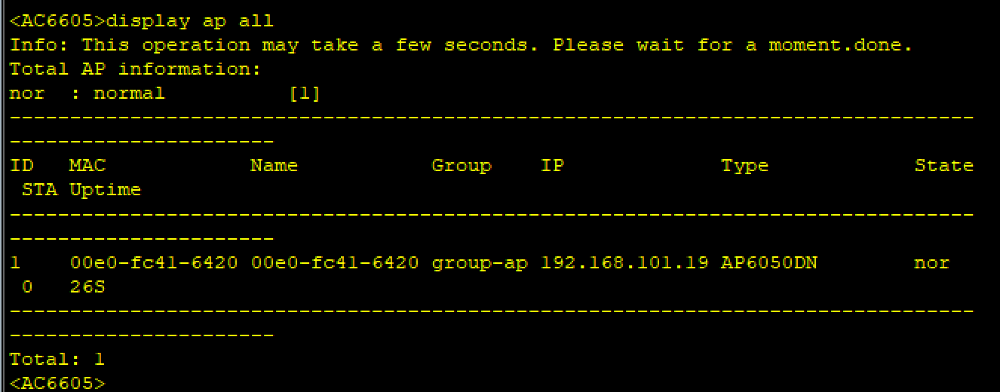 <AC6605>display ap all
Info: This operation may take a few seconds. Please wait for a moment.done.
Total AP information:
nor  : normal          [1]
--------------------------------------------------------------------------------
----------------------
ID   MAC            Name           Group     IP             Type            State
 STA Uptime
--------------------------------------------------------------------------------
----------------------
1    00e0-fc41-6420 00e0-fc41-6420 group-ap 192.168.101.19 AP6050DN        nor
 0   26S
--------------------------------------------------------------------------------
----------------------
Total: 1
<AC6605>